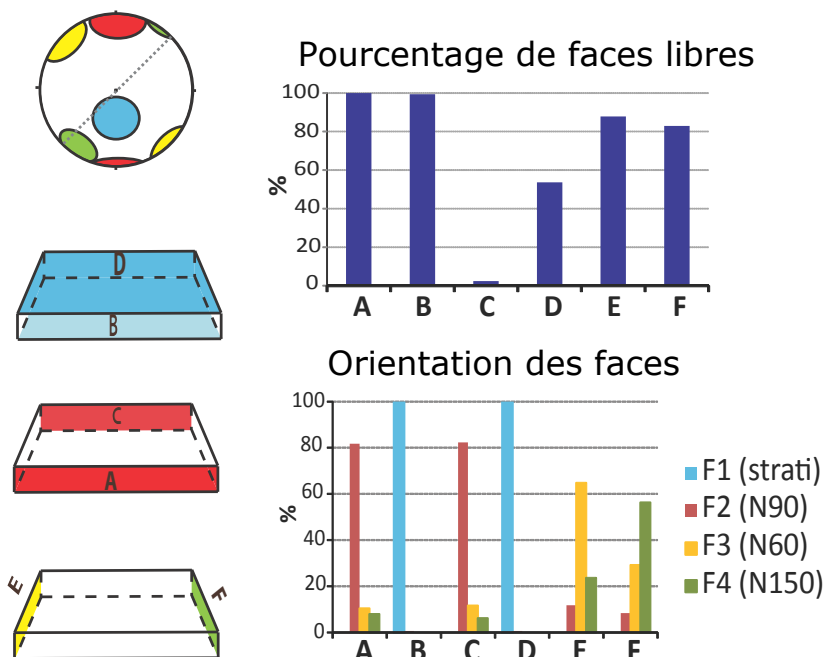 Pourcentage de faces libres
100
80
60
40
20
0
%
A B C D E F
D
B
Orientation des faces
100
80
60
40
20
0
%
A B C D E F
F1 (strati)
F2 (N90)
F3 (N60)
F4 (N150)
C
A
E F